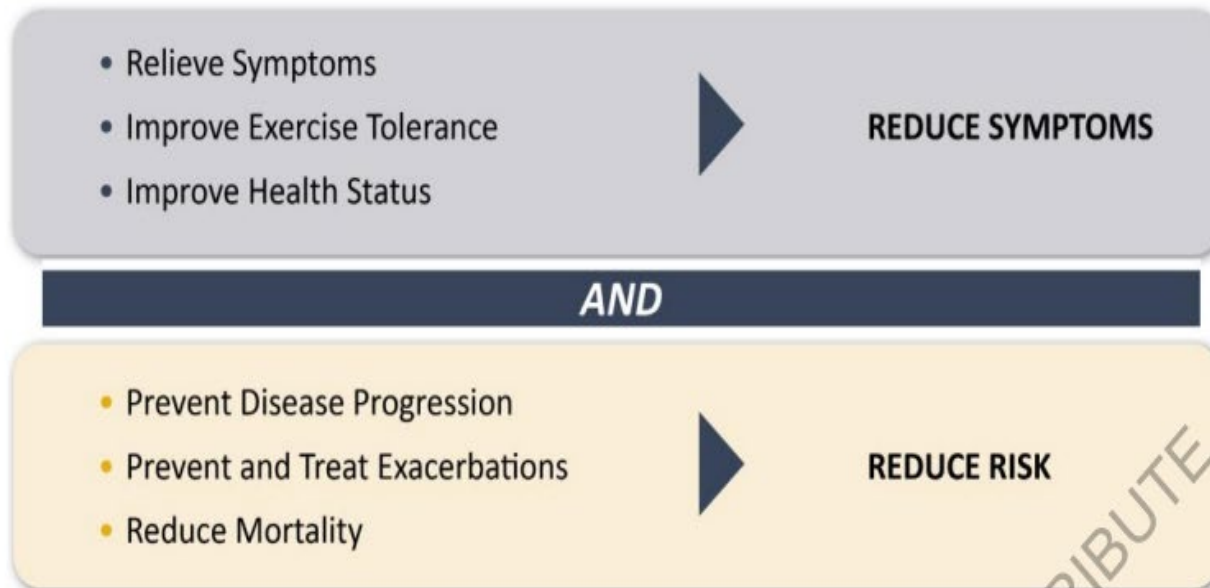 • Relieve Symptoms
• Improve Exercise Tolerance
• Improve Health Status
REDUCE SYMPTOMS
AND
• Prevent Disease Progression
• Prevent and Treat Exacerbations
• Reduce Mortality
REDUCE RISK
RIBUTE